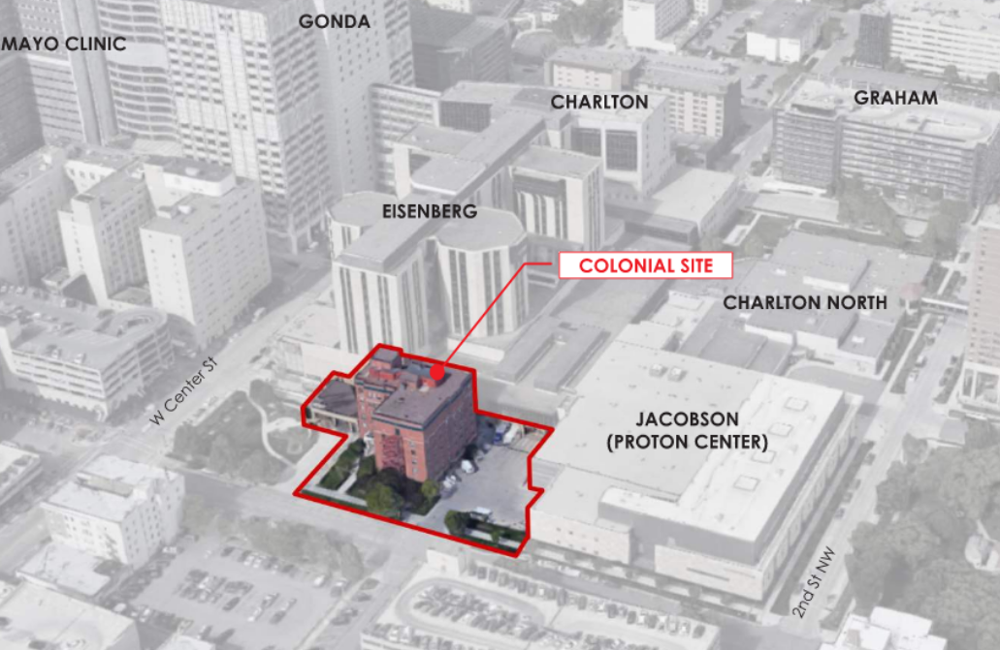 GONDA
MAYO CLINIC
CHARLTON
GRAHAM
EISENBERG
COLONIAL SITE
CHARLTON NORTH
W Center St
JACOBSON
(PROTON CENTER)
2nd St NW